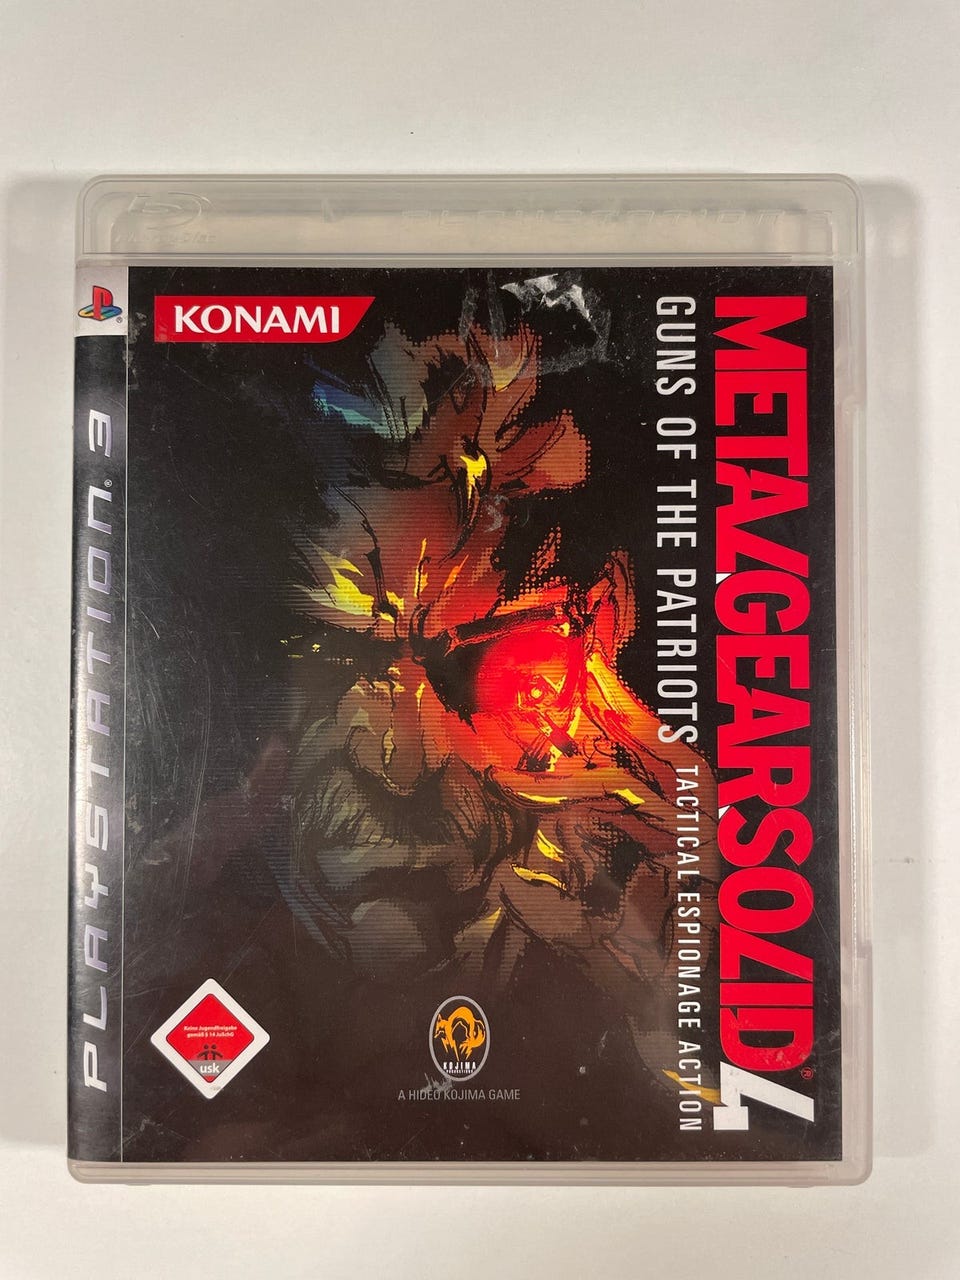 PLAYSTATION®3
KONAMI
METAL GEAR SOLID® 4
GUNS OF THE PATRIOTS
TACTICAL ESPIONAGE ACTION
Keine Jugendfreigabe
gemäß § 14 JuSchG
usk
KOJIMA
PRODUCTIONS
A HIDEO KOJIMA GAME